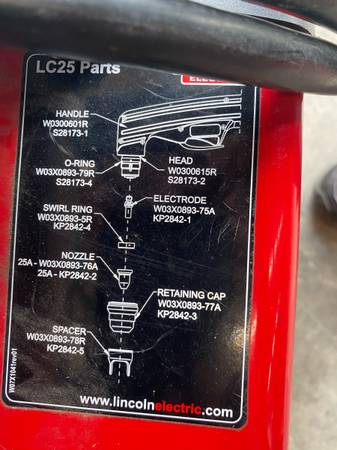 LC25 Parts
ELEC
HANDLE
W0300601R
S28173-1
O-RING
W03X0893-79R
S28173-4
HEAD
W0300615R
S28173-2
ELECTRODE
W03X0893-75A
KP2842-1
SWIRL RING
W03X0893-5R
KP2842-4
NOZZLE
25A - W03X0893-76A
25A - KP2842-2
RETAINING CAP
W03X0893-77A
KP2842-3
SPACER
W03X0893-78R
KP2842-5
W07X1041rev01
www.lincolnelectric.com